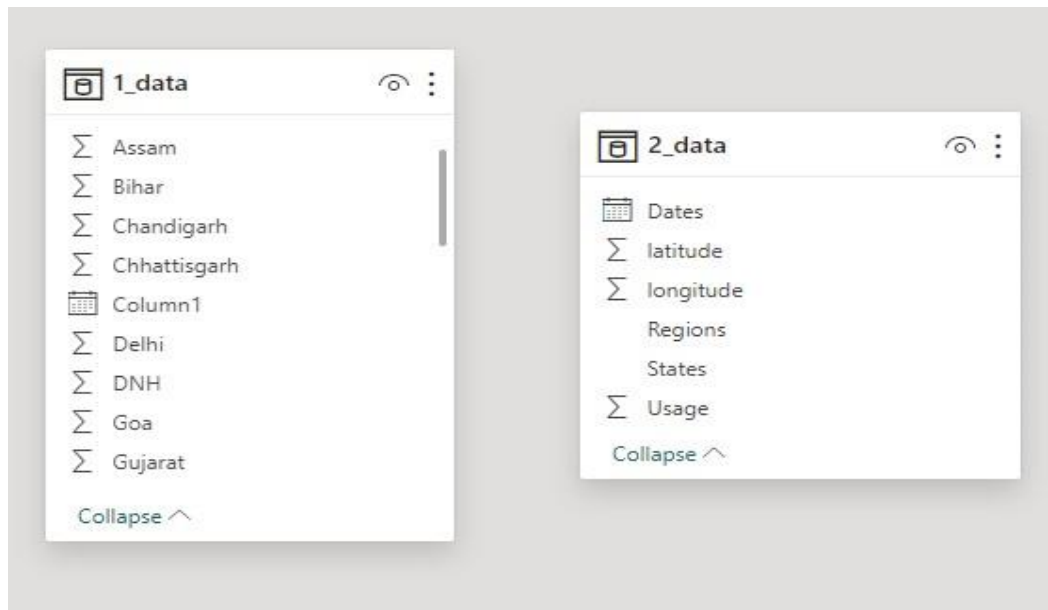 1_data
Assam
Bihar
Chandigarh
Chhattisgarh
Column1
Delhi
DNH
Goa
Gujarat
Collapse
2_data
Dates
latitude
longitude
Regions
States
Usage
Collapse